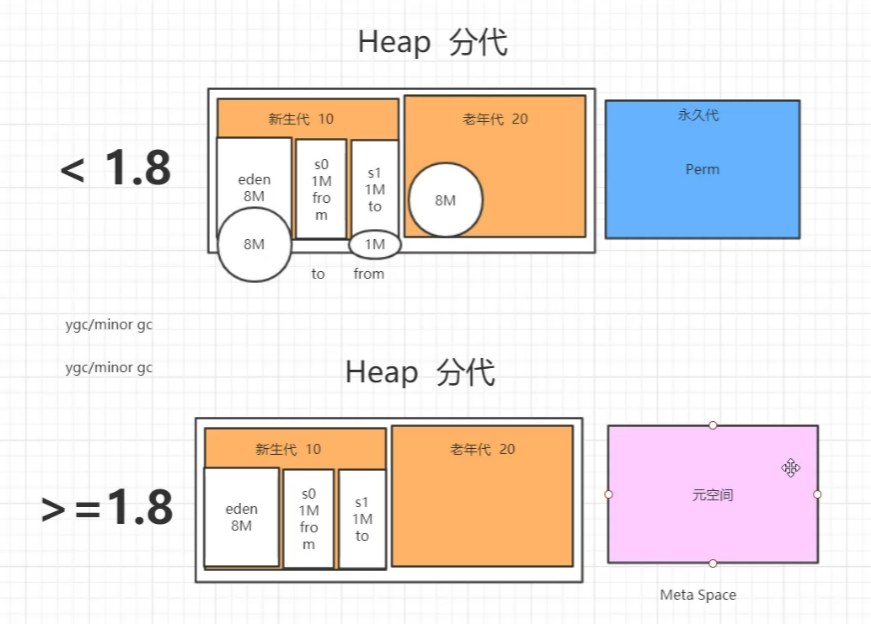 Heap 分代
< 1.8
新生代 10
eden
8M
s0
1M
fro
m
s1
1M
to
8M
1M
to
from
老年代 20
8M
永久代
Perm
ygc/minor gc
ygc/minor gc
Heap 分代
>=1.8
新生代 10
eden
8M
s0
1M
fro
m
s1
1M
to
老年代 20
元空间
Meta Space